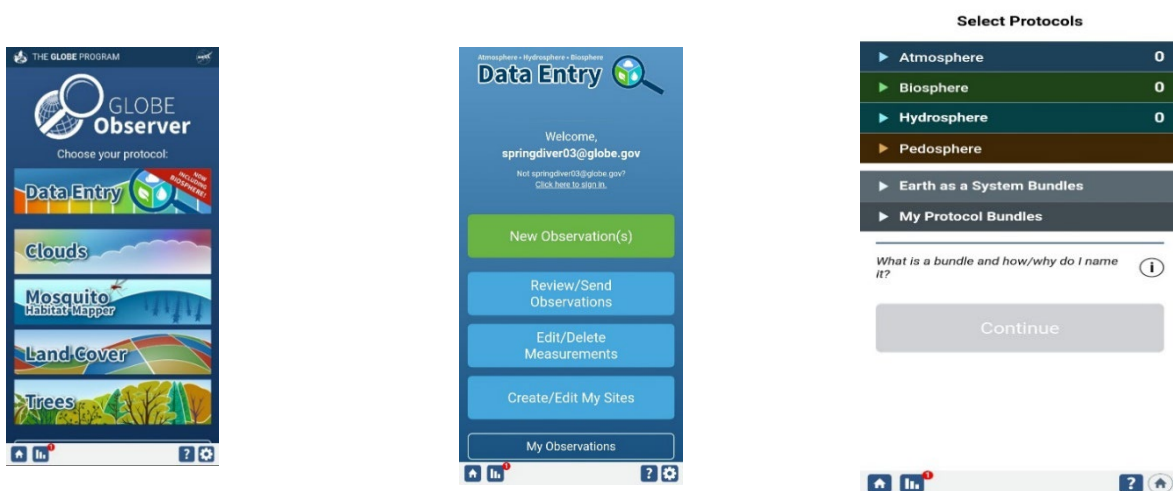 THE GLOBE PROGRAM
GLOBE
Observer
Choose your protocol:
Data Entry
NOW
INCLUDING
BIOSPHERE!
Clouds
Mosquito
Habitat Mapper
Land Cover
Trees
1
?
Atmosphere • Hydrosphere • Biosphere
Data Entry
Welcome,
springdiver03@globe.gov
Not springdiver03@globe.gov?
Click here to sign in.
New Observation(s)
Review/Send
Observations
Edit/Delete
Measurements
Create/Edit My Sites
My Observations
1
?
Select Protocols
Atmosphere 0
Biosphere 0
Hydrosphere 0
Pedosphere
Earth as a System Bundles
My Protocol Bundles
What is a bundle and how/why do I name
it?
i
Continue
?